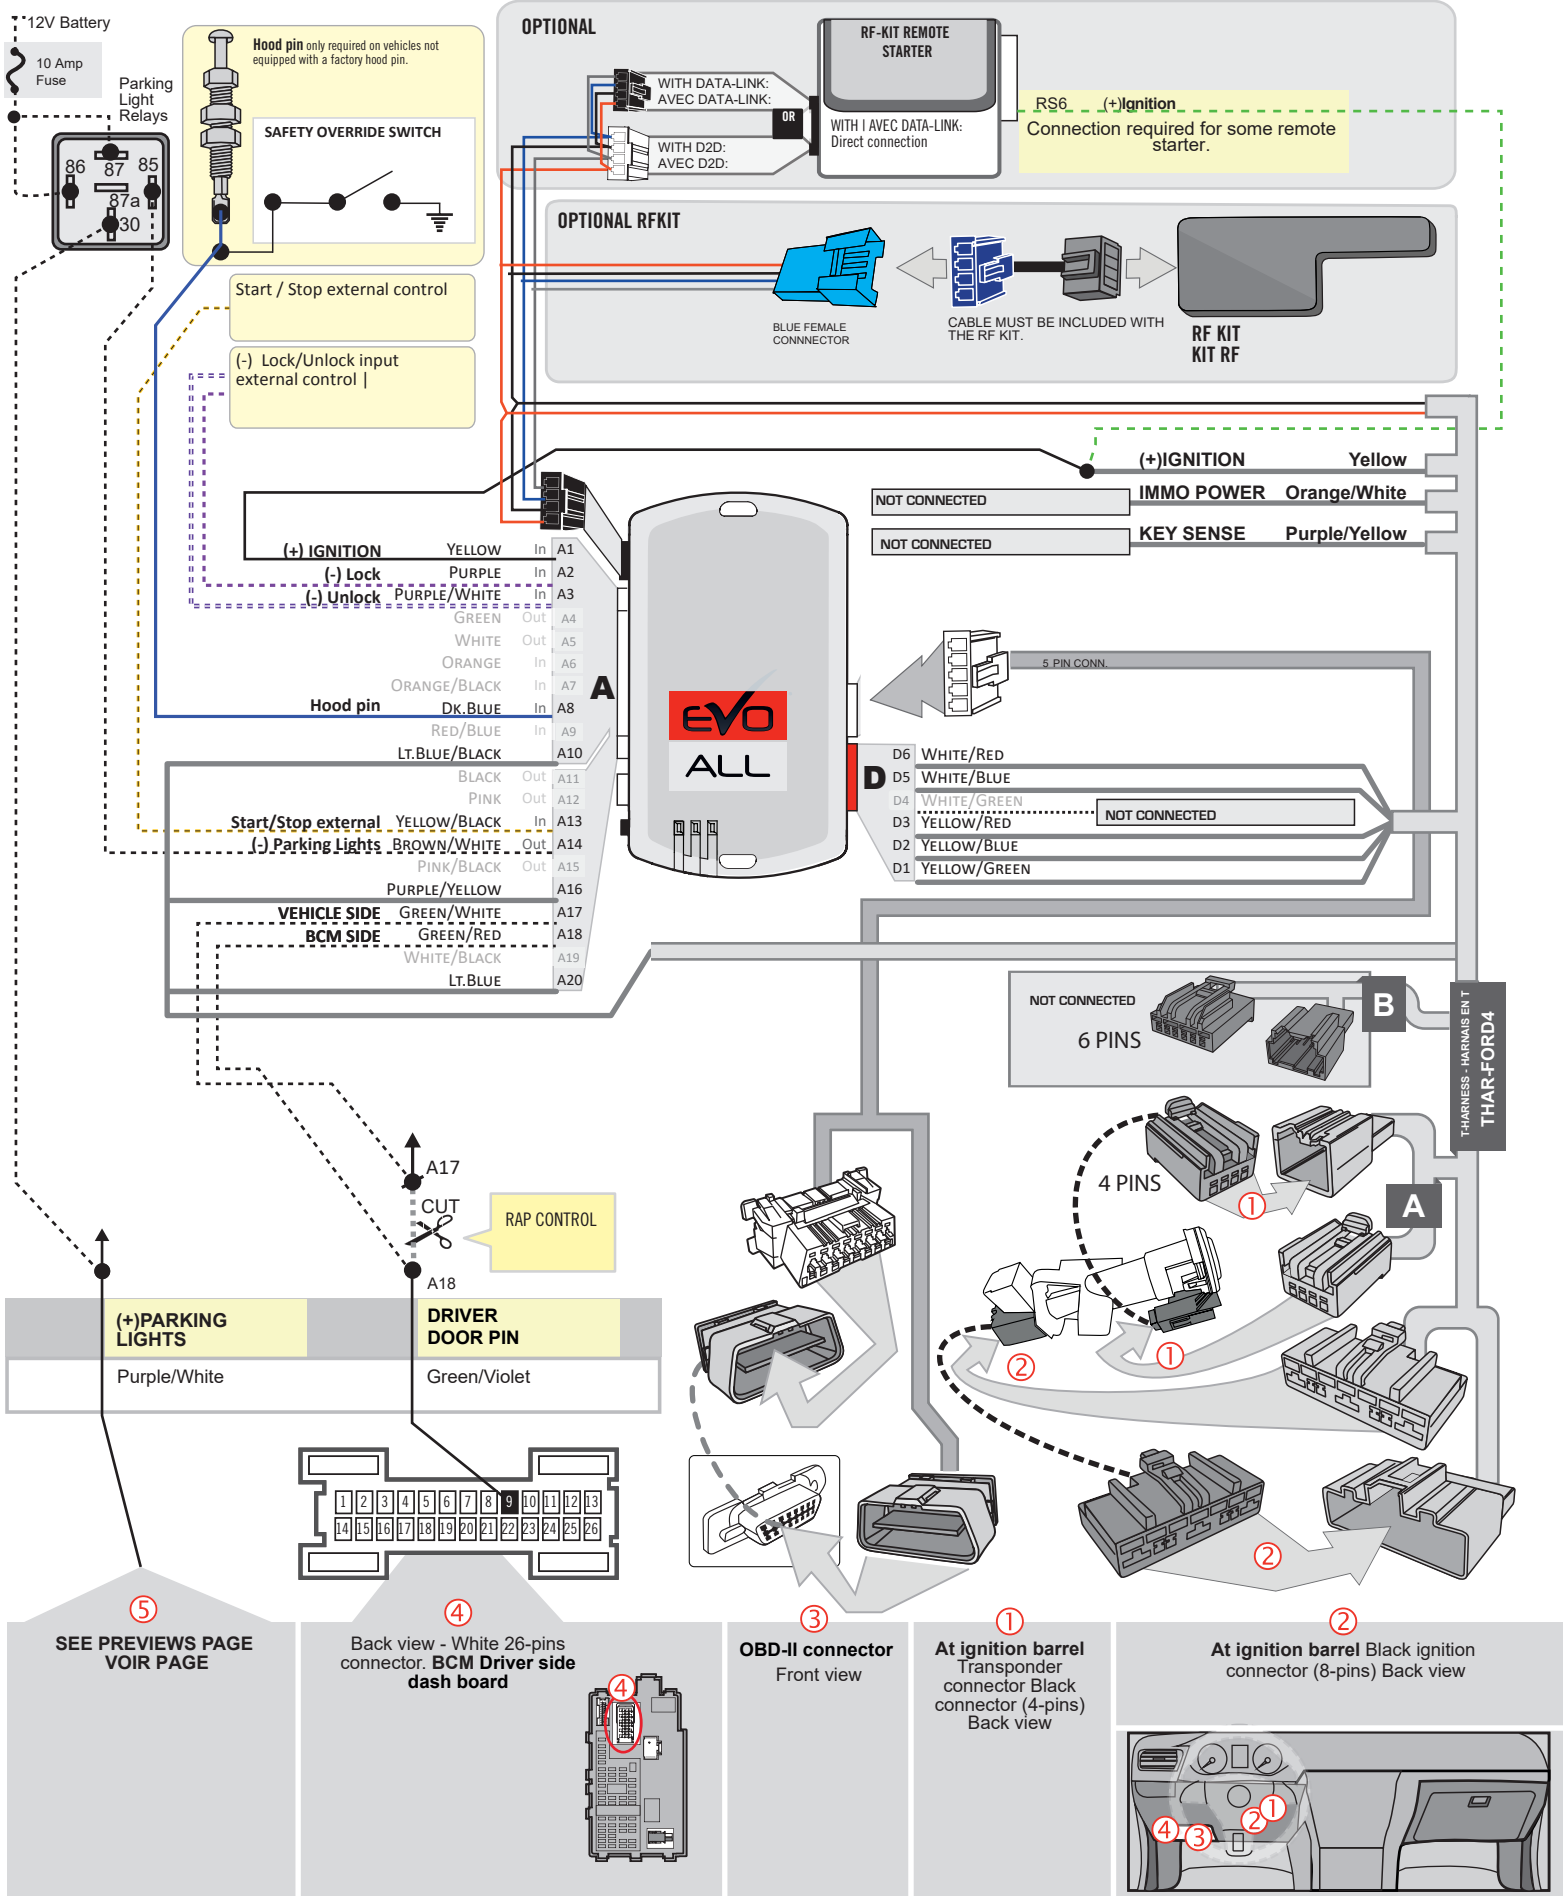 12V Battery
10 Amp
Fuse
Parking
Light
Relays
86
87
85
87a
30
Hood pin only required on vehicles not
equipped with a factory hood pin.
SAFETY OVERRIDE SWITCH
Start / Stop external control
(-) Lock/Unlock input
external control |
OPTIONAL
WITH DATA-LINK:
AVEC DATA-LINK:
OR
WITH D2D:
AVEC D2D:
RF-KIT REMOTE
STARTER
WITH | AVEC DATA-LINK:
Direct connection
RS6 (+)Ignition
Connection required for some remote
starter.
OPTIONAL RFKIT
BLUE FEMALE
CONNNECTOR
CABLE MUST BE INCLUDED WITH
THE RF KIT.
RF KIT
KIT RF
(+)IGNITION Yellow
NOT CONNECTED IMMO POWER Orange/White
NOT CONNECTED KEY SENSE Purple/Yellow
(+) IGNITION YELLOW In A1
(-) Lock PURPLE In A2
(-) Unlock PURPLE/WHITE In A3
GREEN Out A4
WHITE Out A5
ORANGE In A6
ORANGE/BLACK In A7
Hood pin DK.BLUE In A8
RED/BLUE In A9
LT.BLUE/BLACK A10
BLACK Out A11
PINK Out A12
Start/Stop external YELLOW/BLACK In A13
(-) Parking Lights BROWN/WHITE Out A14
PINK/BLACK Out A15
PURPLE/YELLOW A16
VEHICLE SIDE GREEN/WHITE A17
BCM SIDE GREEN/RED A18
WHITE/BLACK A19
LT.BLUE A20
A
EVO
ALL
5 PIN CONN.
D
D6 WHITE/RED
D5 WHITE/BLUE
D4 WHITE/GREEN
NOT CONNECTED
D3 YELLOW/RED
D2 YELLOW/BLUE
D1 YELLOW/GREEN
NOT CONNECTED
6 PINS
B
T-HARNESS - HARNAIS EN T
THAR-FORD4
4 PINS
1
A
1
2
2
A17
CUT
RAP CONTROL
A18
(+)PARKING
LIGHTS
Purple/White
DRIVER
DOOR PIN
Green/Violet
1 2 3 4 5 6 7 8 9 10 11 12 13
14 15 16 17 18 19 20 21 22 23 24 25 26
5
SEE PREVIEWS PAGE
VOIR PAGE
4
Back view - White 26-pins
connector. BCM Driver side
dash board
4
3
OBD-II connector
Front view
1
At ignition barrel
Transponder
connector Black
connector (4-pins)
Back view
2
At ignition barrel Black ignition
connector (8-pins) Back view
1
2
3
4